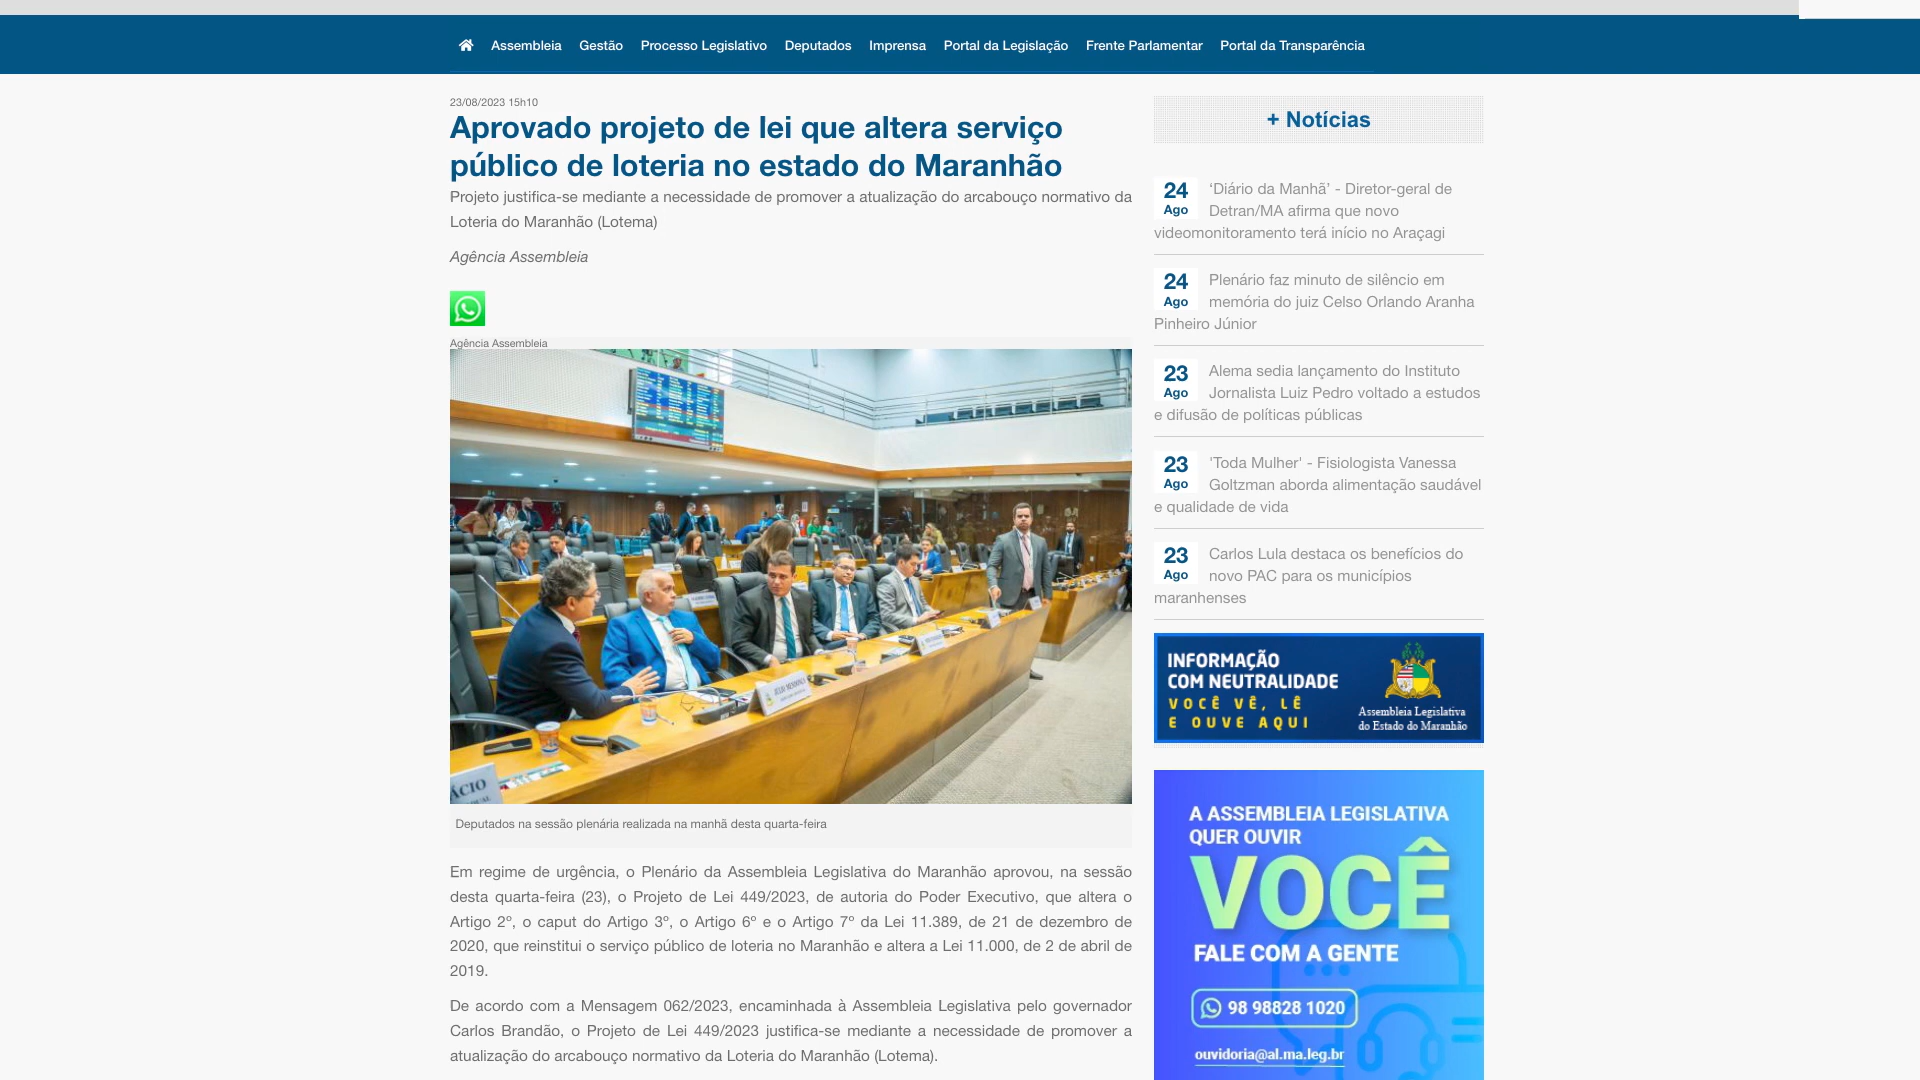 Assembleia Gestão Processo Legislativo Deputados Imprensa Portal da Legislação Frente Parlamentar Portal da Transparência
23/08/2023 15h10
Aprovado projeto de lei que altera serviço
público de loteria no estado do Maranhão
Projeto justifica-se mediante a necessidade de promover a atualização do arcabouço normativo da
Loteria do Maranhão (Lotema)
Agência Assembleia
Agência Assembleia
JÚLIO MENDONÇA
ÁCIO
Deputados na sessão plenária realizada na manhã desta quarta-feira
Em regime de urgência, o Plenário da Assembleia Legislativa do Maranhão aprovou, na sessão
desta quarta-feira (23), o Projeto de Lei 449/2023, de autoria do Poder Executivo, que altera o
Artigo 2º, o caput do Artigo 3º, o Artigo 6º e o Artigo 7º da Lei 11.389, de 21 de dezembro de
2020, que reinstitui o serviço público de loteria no Maranhão e altera a Lei 11.000, de 2 de abril de
2019.
De acordo com a Mensagem 062/2023, encaminhada à Assembleia Legislativa pelo governador
Carlos Brandão, o Projeto de Lei 449/2023 justifica-se mediante a necessidade de promover a
atualização do arcabouço normativo da Loteria do Maranhão (Lotema).
+ Notícias
24
Ago
‘Diário da Manhã’ - Diretor-geral de
Detran/MA afirma que novo
videomonitoramento terá início no Araçagi
24
Ago
Plenário faz minuto de silêncio em
memória do juiz Celso Orlando Aranha
Pinheiro Júnior
23
Ago
Alema sedia lançamento do Instituto
Jornalista Luiz Pedro voltado a estudos
e difusão de políticas públicas
23
Ago
'Toda Mulher' - Fisiologista Vanessa
Goltzman aborda alimentação saudável
e qualidade de vida
23
Ago
Carlos Lula destaca os benefícios do
novo PAC para os municípios
maranhenses
INFORMAÇÃO
COM NEUTRALIDADE
VOCÊ VÊ, LÊ
E OUVE AQUI
Assembleia Legislativa
do Estado do Maranhão
A ASSEMBLEIA LEGISLATIVA
QUER OUVIR
VOCÊ
FALE COM A GENTE
98 98828 1020
ouvidoria@al.ma.leg.br